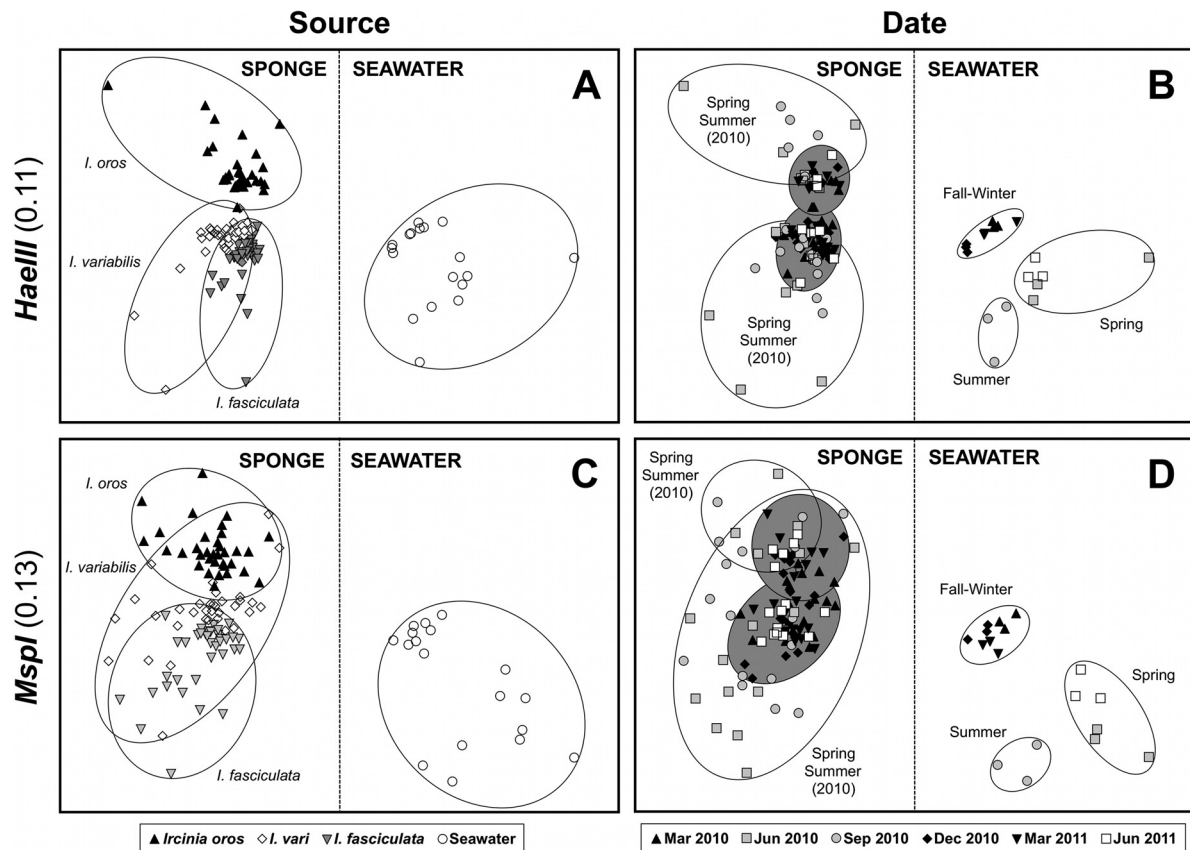 Source
Date
HaeIII (0.11)
SPONGE
SEAWATER
A
I. oros
I. variabilis
I. fasciculata
SPONGE
SEAWATER
B
Spring
Summer
(2010)
Fall-Winter
Spring
Spring
Summer
(2010)
Summer
MspI (0.13)
SPONGE
SEAWATER
C
I. oros
I. variabilis
I. fasciculata
Spring
Summer
(2010)
SPONGE
SEAWATER
D
Fall-Winter
Spring
Summer
Spring
Summer
(2010)
Ircinia oros I. vari I. fasciculata Seawater
Mar 2010 Jun 2010 Sep 2010 Dec 2010 Mar 2011 Jun 2011